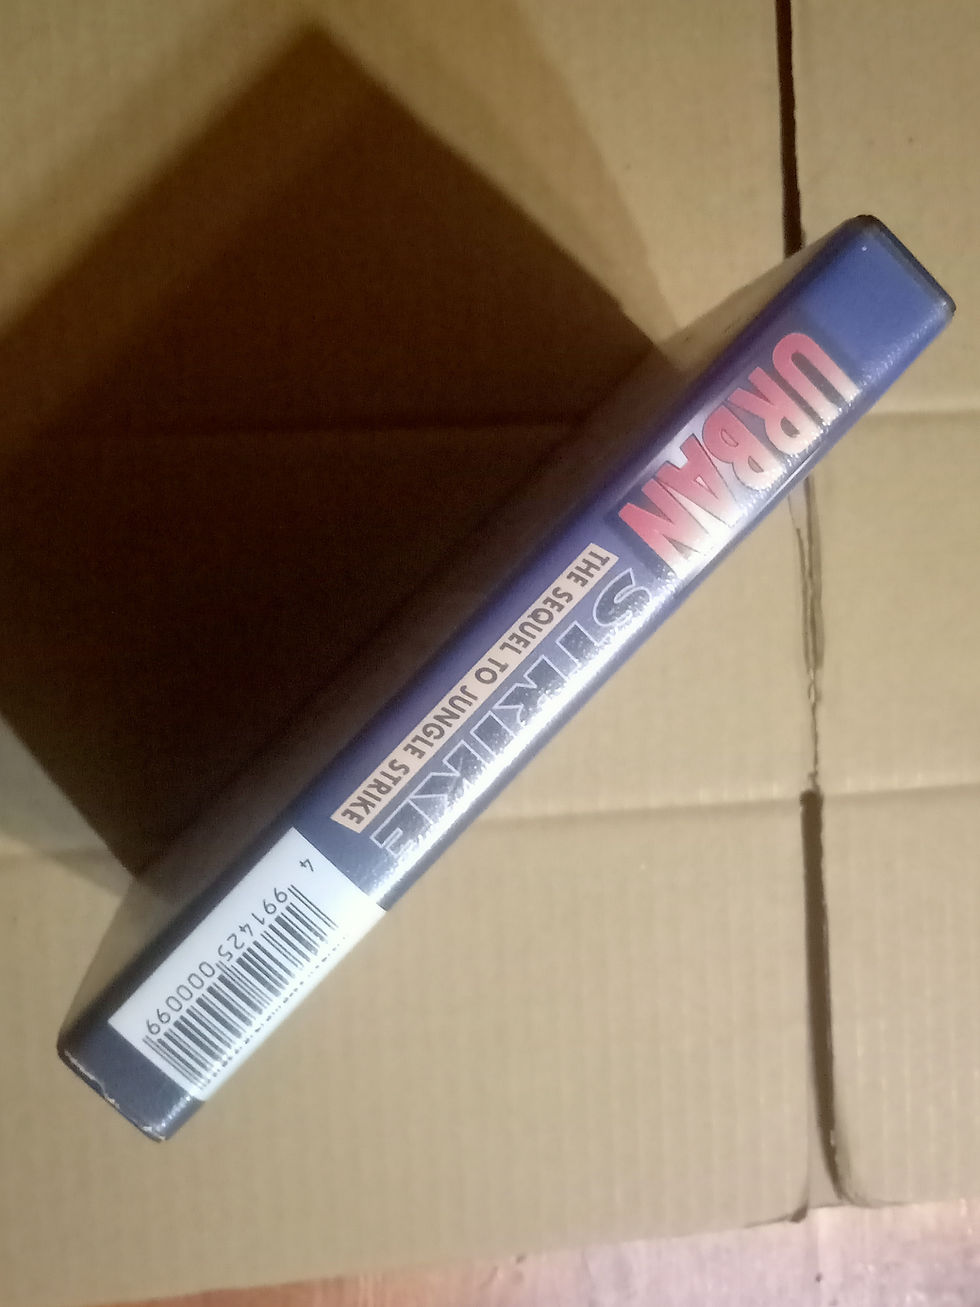 URBAN
STRIKE
THE SEQUEL TO JUNGLE STRIKE
4 991425 000099